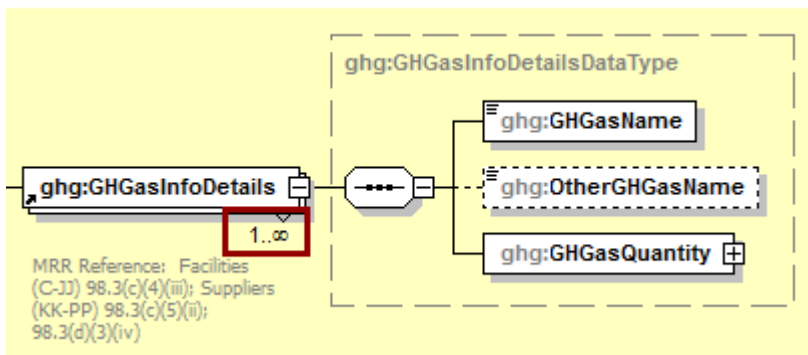 ghg:GHGasInfoDetailsDataType
ghg:GHGasName
ghg:GHGasInfoDetails
ghg:OtherGHGasName
1..∞
ghg:GHGasQuantity
MRR Reference: Facilities
(C-JJ) 98.3(c)(4)(iii); Suppliers
(KK-PP) 98.3(c)(5)(ii);
98.3(d)(3)(iv)